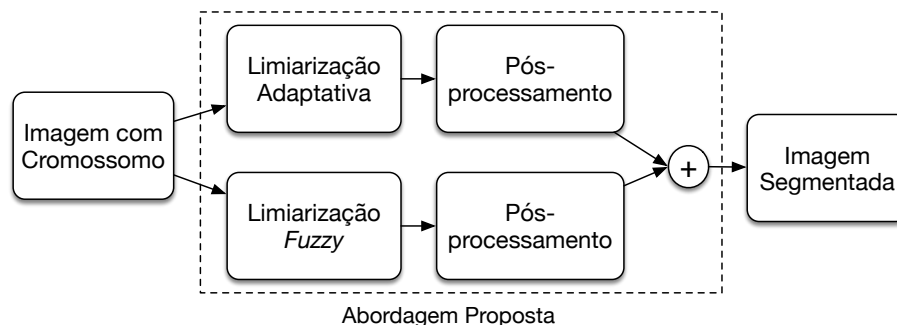 Imagem com
Cromossomo
Limiarização
Adaptativa
Pós-
processamento
Limiarização
Fuzzy
Pós-
processamento
+
Imagem
Segmentada
Abordagem Proposta